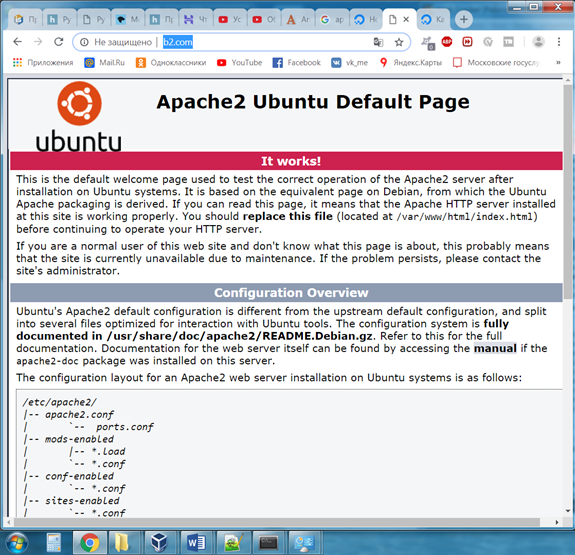 Не защищено | b2.com
Приложения Mail.Ru Одноклассники YouTube Facebook vk_me Яндекс.Карты Московские госуслу
ubuntu
Apache2 Ubuntu Default Page
It works!
This is the default welcome page used to test the correct operation of the Apache2 server after
installation on Ubuntu systems. It is based on the equivalent page on Debian, from which the Ubuntu
Apache packaging is derived. If you can read this page, it means that the Apache HTTP server installed
at this site is working properly. You should replace this file (located at /var/www/html/index.html)
before continuing to operate your HTTP server.
If you are a normal user of this web site and don't know what this page is about, this probably means
that the site is currently unavailable due to maintenance. If the problem persists, please contact the
site's administrator.
Configuration Overview
Ubuntu's Apache2 default configuration is different from the upstream default configuration, and split
into several files optimized for interaction with Ubuntu tools. The configuration system is fully
documented in /usr/share/doc/apache2/README.Debian.gz. Refer to this for the full
documentation. Documentation for the web server itself can be found by accessing the manual if the
apache2-doc package was installed on this server.
The configuration layout for an Apache2 web server installation on Ubuntu systems is as follows:
/etc/apache2/
|-- apache2.conf
|       `--  ports.conf
|-- mods-enabled
|       |-- *.load
|       `-- *.conf
|-- conf-enabled
|       `-- *.conf
|-- sites-enabled
|       `-- *.conf